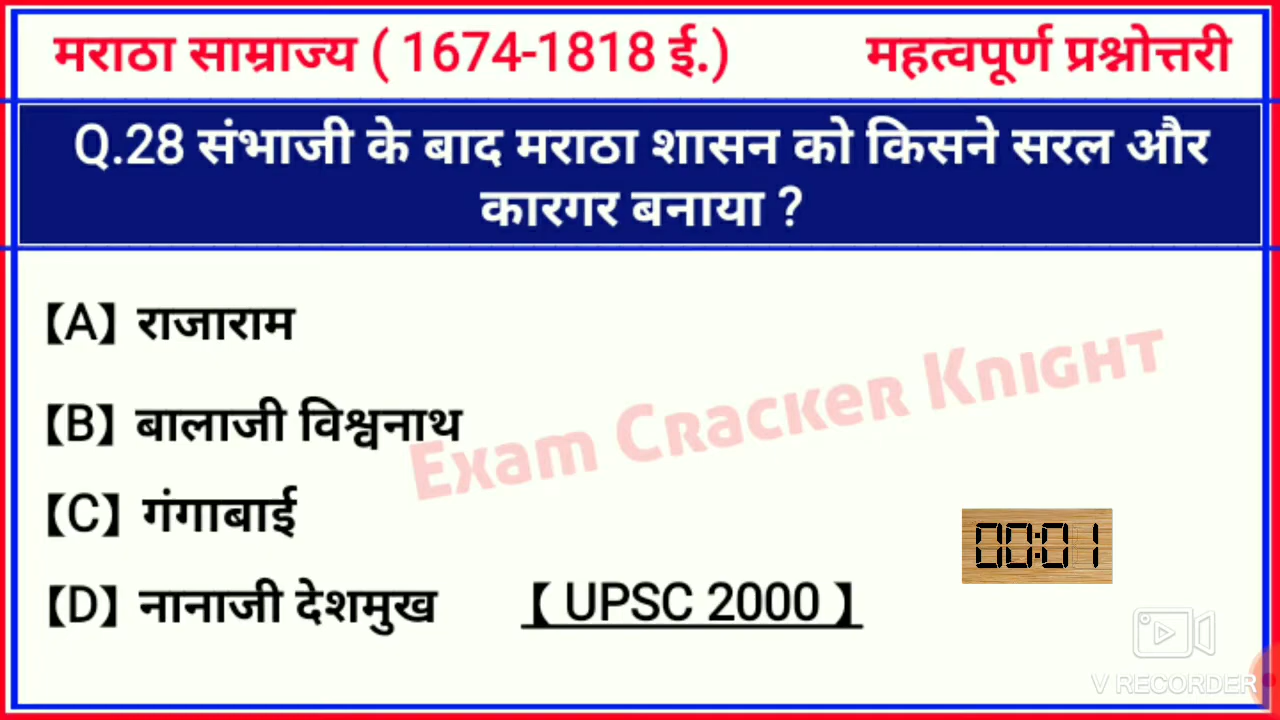 मराठा साम्राज्य ( 1674-1818 ई.) महत्वपूर्ण प्रश्नोत्तरी
Q.28 संभाजी के बाद मराठा शासन को किसने सरल और
कारगर बनाया ?
【A】 राजाराम
【B】 बालाजी विश्वनाथ
Exam Cracker Knight
【C】 गंगाबाई
00:01
【D】 नानाजी देशमुख 【 UPSC 2000 】
V RECORDER